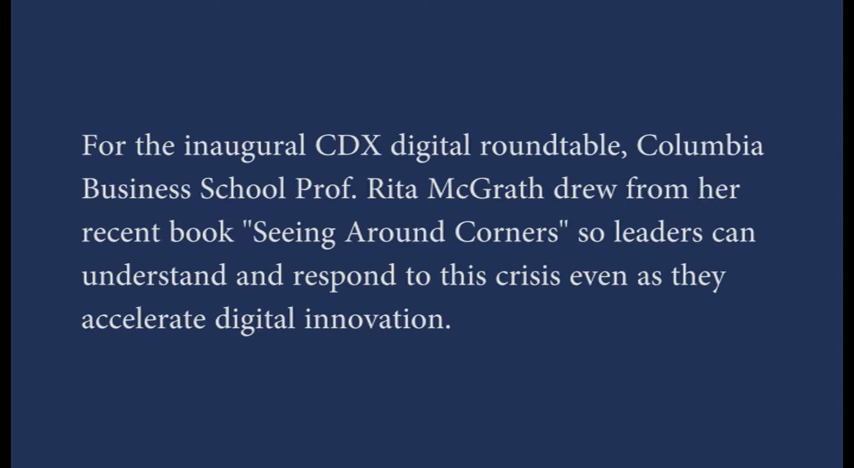 For the inaugural CDX digital roundtable, Columbia
Business School Prof. Rita McGrath drew from her
recent book "Seeing Around Corners" so leaders can
understand and respond to this crisis even as they
accelerate digital innovation.